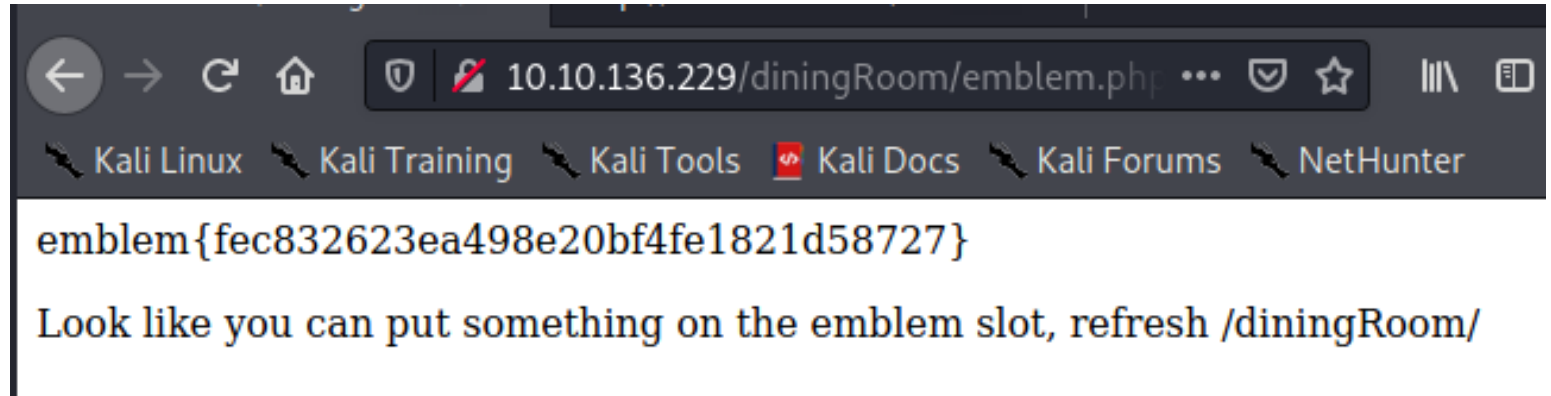 10.10.136.229/diningRoom/emblem.php
Kali Linux Kali Training Kali Tools Kali Docs Kali Forums NetHunter
emblem{fec832623ea498e20bf4fe1821d58727}
Look like you can put something on the emblem slot, refresh /diningRoom/